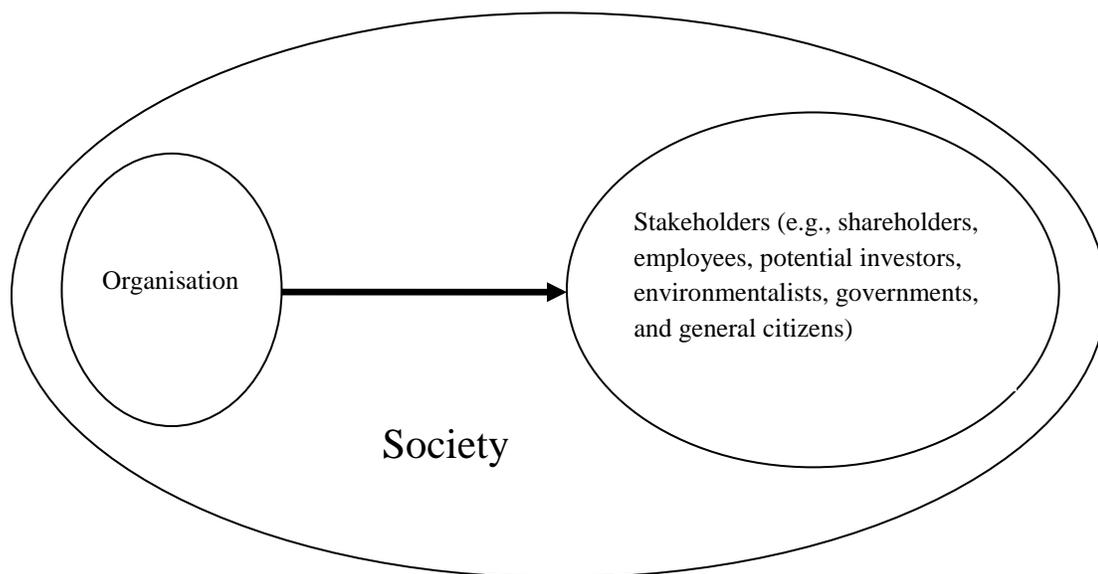 Organisation
Stakeholders (e.g., shareholders,
employees, potential investors,
environmentalists, governments,
and general citizens)
Society